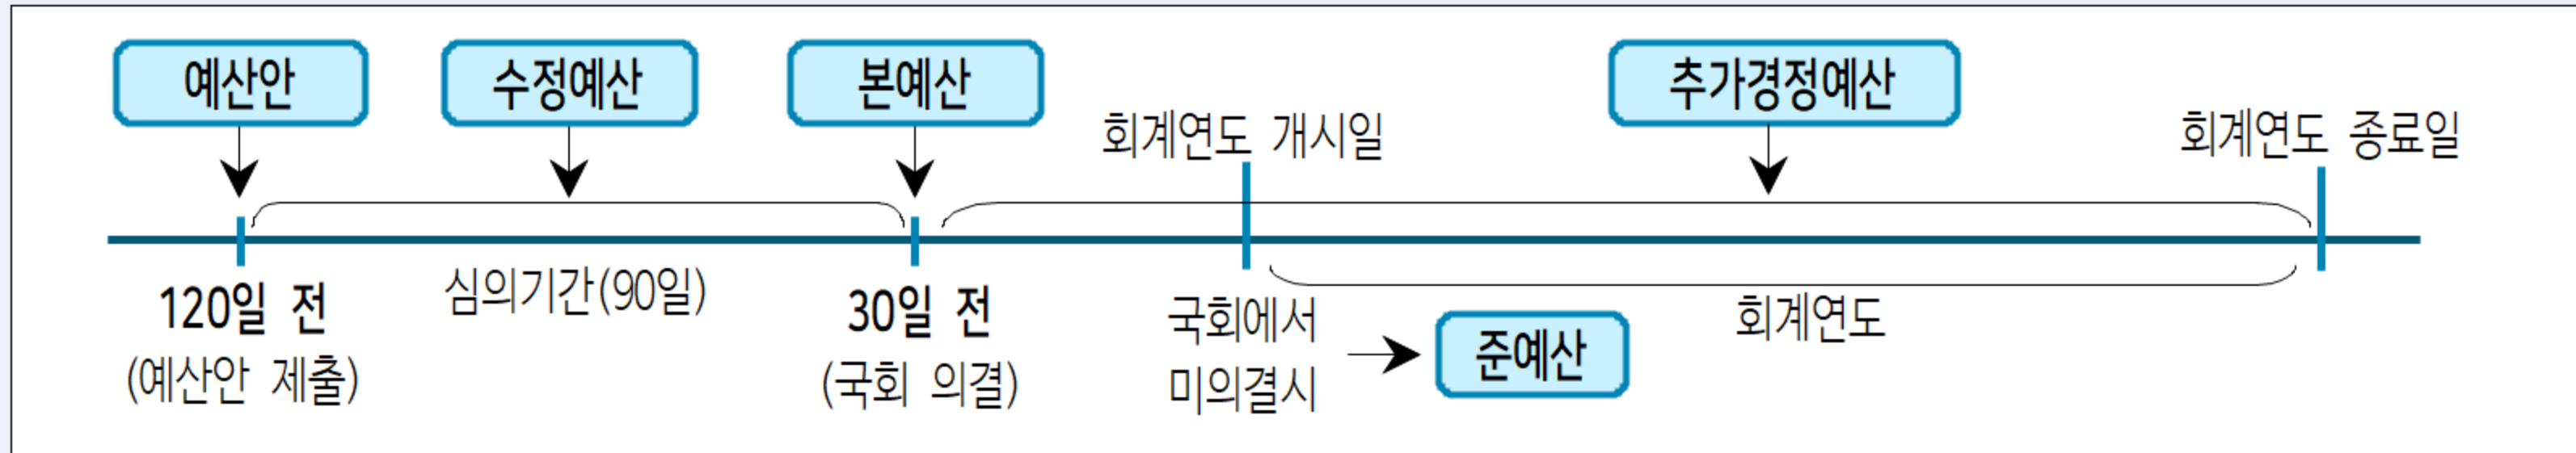 예산안
수정예산
본예산
추가경정예산
회계연도 개시일
회계연도 종료일
120일 전
(예산안 제출)
심의기간(90일)
30일 전
(국회 의결)
국회에서
미의결시
준예산
회계연도